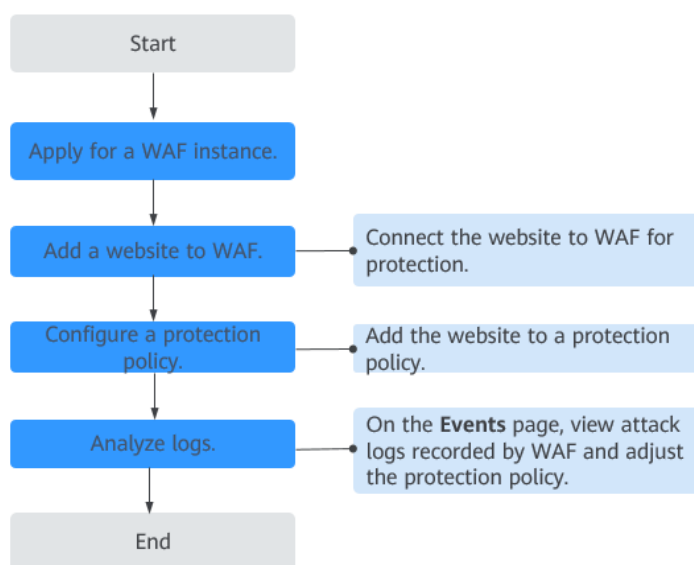 Start
Apply for a WAF instance.
Add a website to WAF.
Connect the website to WAF for
protection.
Configure a protection
policy.
Add the website to a protection
policy.
Analyze logs.
On the Events page, view attack
logs recorded by WAF and adjust
the protection policy.
End